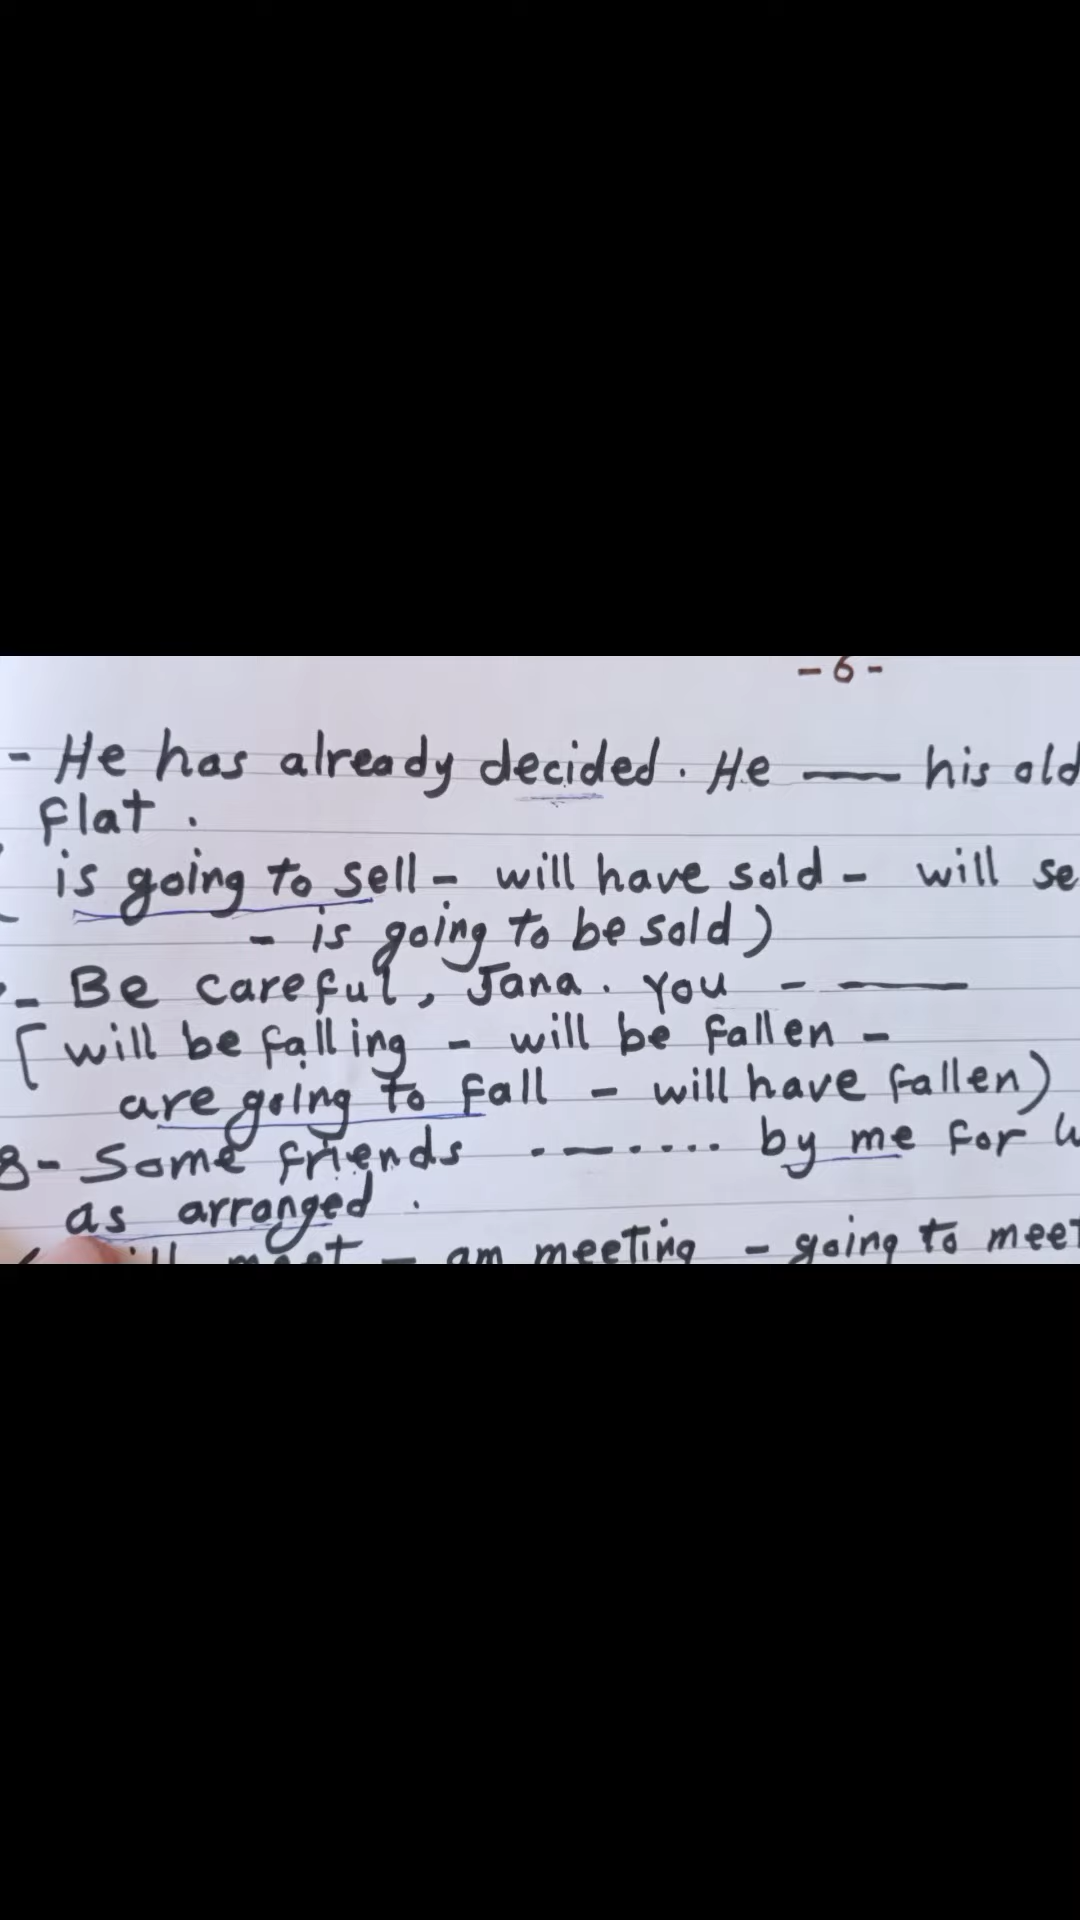 - 6 -
- He has already decided. He —— his old
flat.
is going to sell - will have sold - will se
- is going to be sold)
- Be careful, Jana. You - ——
[ will be falling - will be fallen -
are going to fall - will have fallen)
8- Some friends ........ by me for
as arranged.
meet - am meeting - going to meet